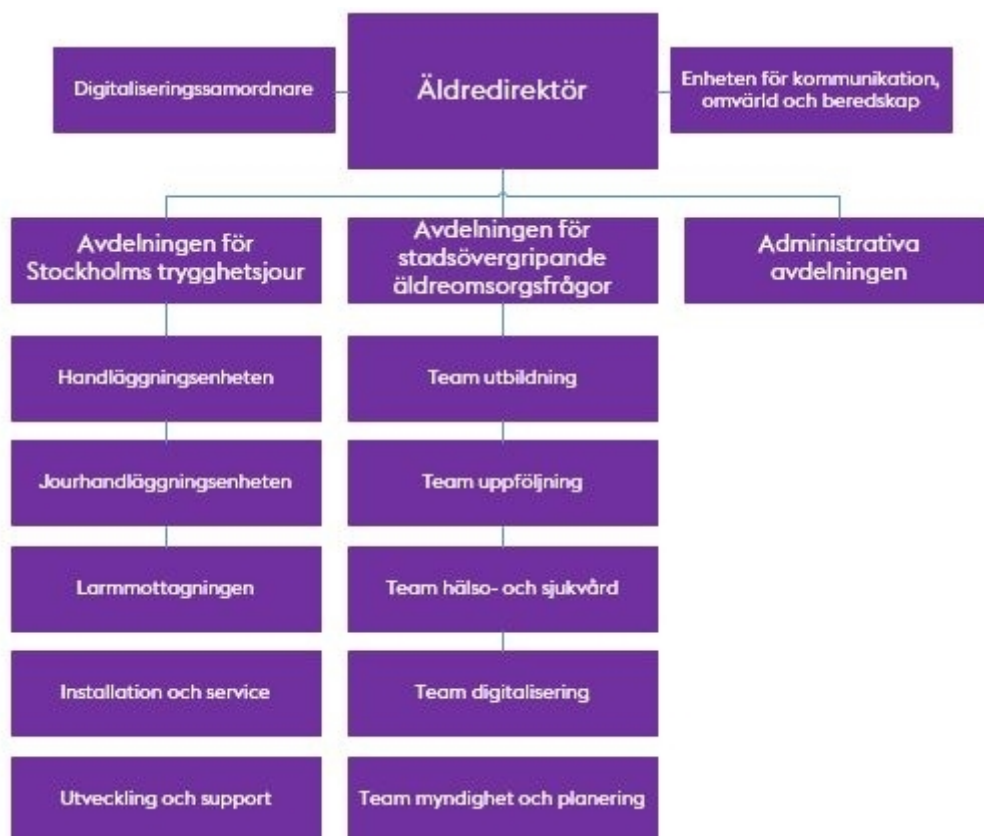 Digitaliseringssamordnare
Äldredirektör
Enheten för kommunikation,
omvärld och beredskap
Avdelningen för
Stockholms trygghetsjour
Avdelningen för
stadsövergripande
äldreomsorgsfrågor
Administrativa
avdelningen
Handläggningsenheten
Team utbildning
Jourhandläggningsenheten
Team uppföljning
Larmmottagningen
Team hälso- och sjukvård
Installation och service
Team digitalisering
Utveckling och support
Team myndighet och planering